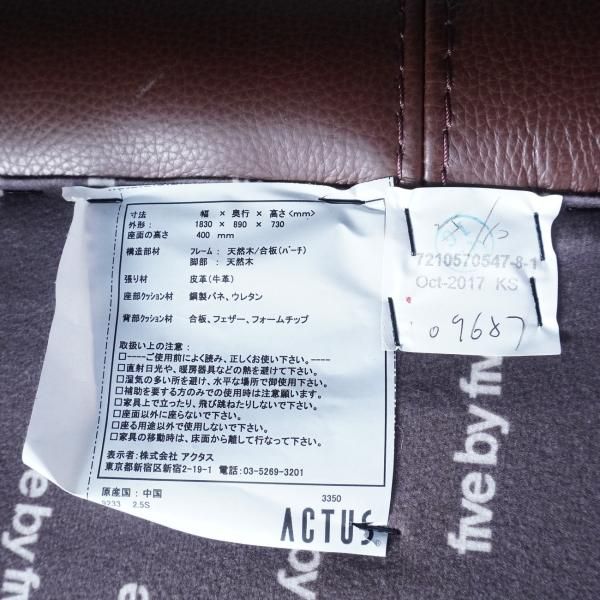 寸法 幅 × 奥行 × 高さ<mm>
外形: 1830 × 890 × 730
座面の高さ 400 mm
構造部材 フレーム: 天然木/合板(バーチ)
脚部: 天然木
張り材 皮革(牛革)
座部クッション材 鋼製バネ、ウレタン
背部クッション材 合板、フェザー、フォームチップ
取扱い上の注意:
□----ご使用前によく読み、正しくお使い下さい。----
□直射日光や、暖房器具などの熱を避けて下さい。
□湿気の多い所を避け、水平な場所で御使用下さい。
□補助を要する方のみでの使用時は注意願います。
□家具上で立ったり、飛び跳ねたりしないで下さい。
□座面以外に座らないで下さい。
□座る用途以外で使用しないで下さい。
□家具の移動時は、床面から離して行なって下さい。
表示者: 株式会社 アクタス
東京都新宿区新宿2-19-1 電話: 03-5269-3201
原産国: 中国 3350
9233 2.5S
ACTUS®
7210570547-8-1
Oct-2017 KS
09687
five by five
five by five